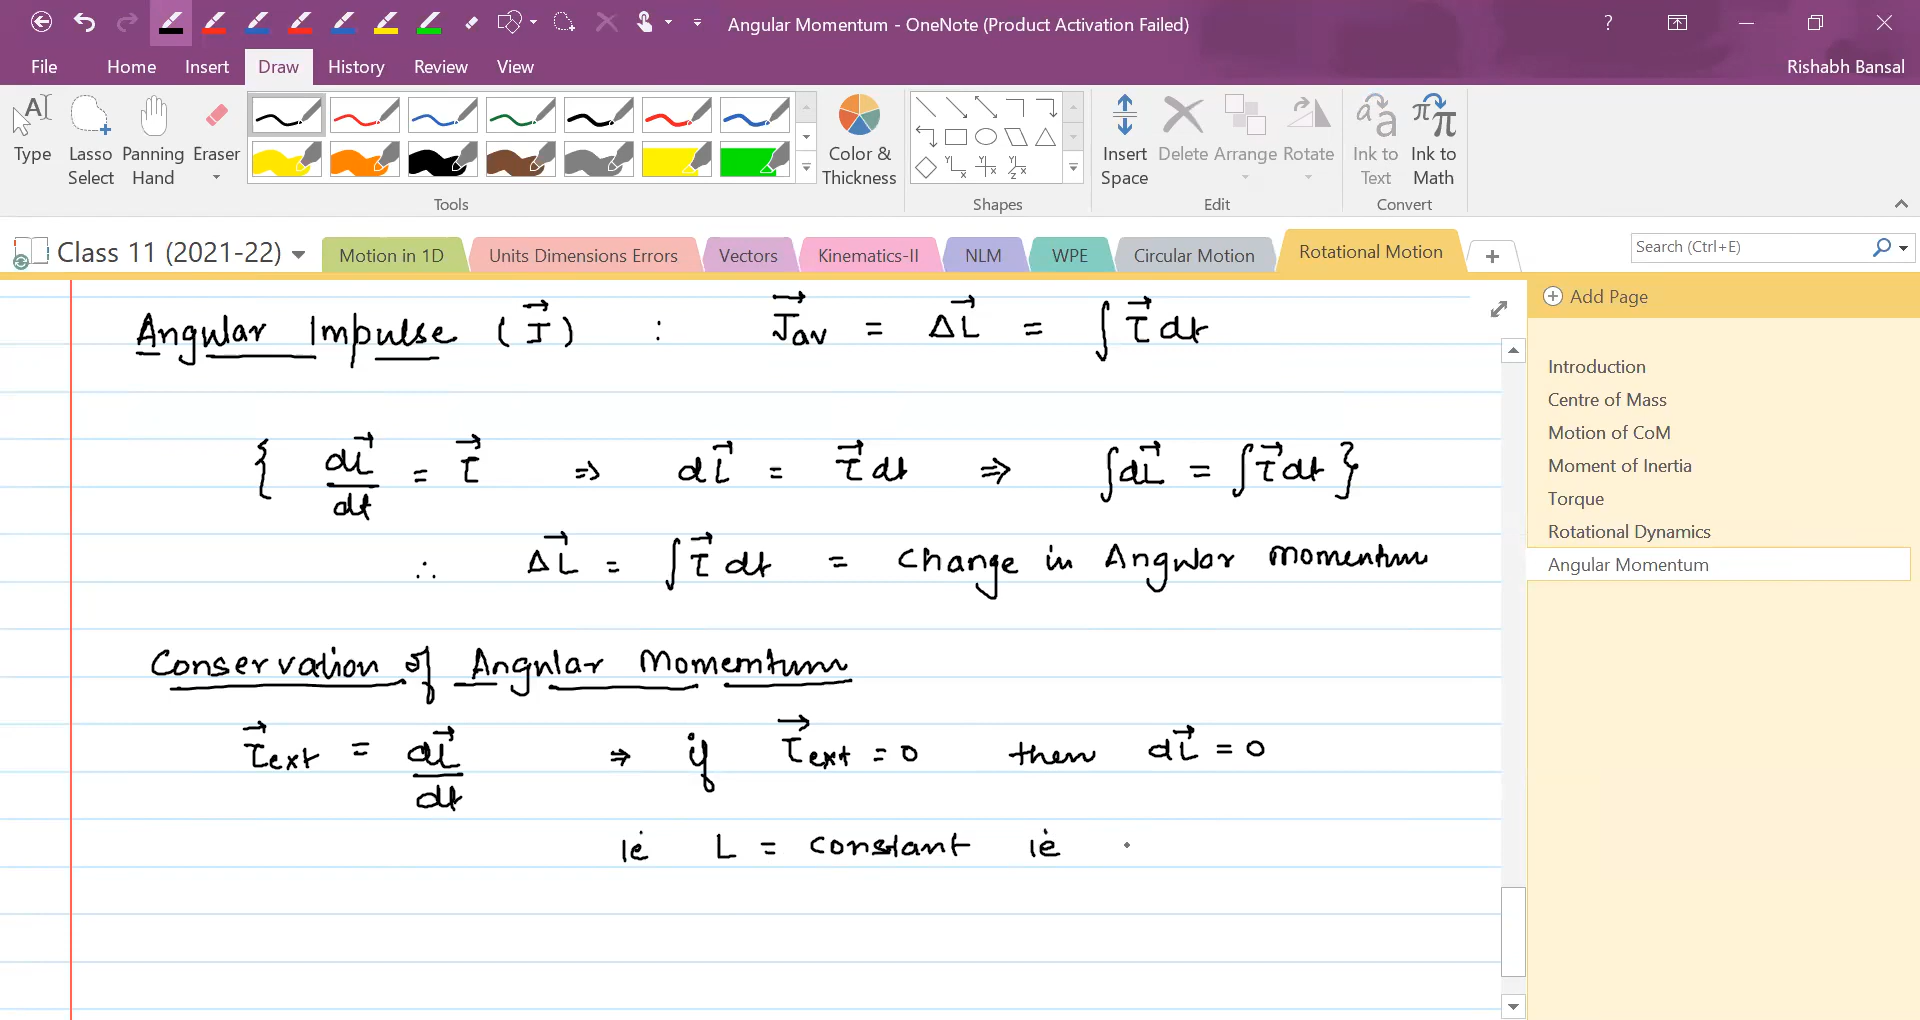 Angular Momentum - OneNote (Product Activation Failed)
?
File Home Insert Draw History Review View
Rishabh Bansal
Type
Lasso Select
Panning Hand
Eraser
Color & Thickness
Insert Space
Delete
Arrange
Rotate
Ink to Text
Ink to Math
Tools Shapes Edit Convert
Class 11 (2021-22) Motion in 1D Units Dimensions Errors Vectors Kinematics-II NLM WPE Circular Motion Rotational Motion
Search (Ctrl+E)
Add Page
Introduction
Centre of Mass
Motion of CoM
Moment of Inertia
Torque
Rotational Dynamics
Angular Momentum
Angular Impulse (J⃗) : J⃗av = ΔL⃗ = ∫ τ⃗ dt
{ dL⃗/dt = τ⃗ ⇒ dL⃗ = τ⃗ dt ⇒ ∫dL⃗ = ∫τ⃗dt }
∴ ΔL⃗ = ∫ τ⃗ dt = change in Angular momentum
Conservation of Angular Momemtum
τ⃗ext = dL⃗/dt ⇒ if τ⃗ext = 0 then dL⃗ = 0
ie L = constant ie